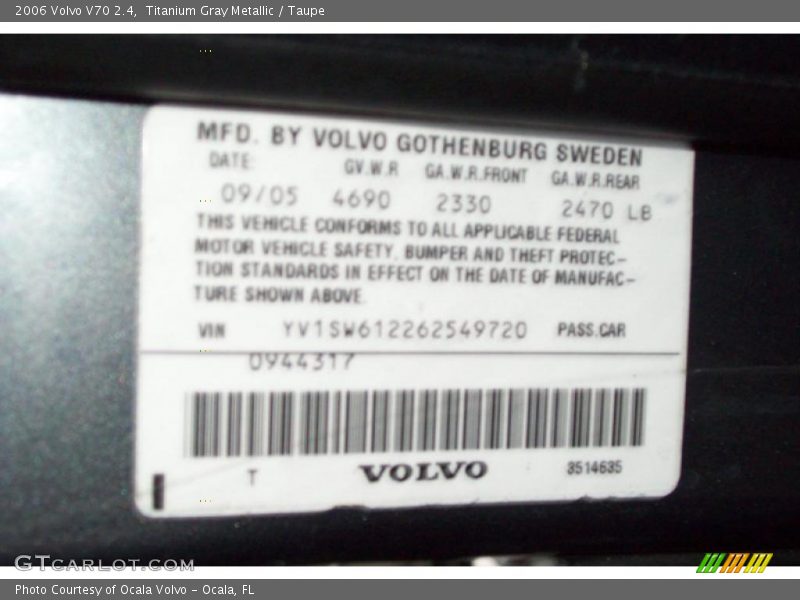 2006 Volvo V70 2.4, Titanium Gray Metallic / Taupe
MFD. BY VOLVO GOTHENBURG SWEDEN
DATE: GV.W.R GA.W.R.FRONT GA.W.R.REAR
09/05 4690 2330 2470 LB
THIS VEHICLE CONFORMS TO ALL APPLICABLE FEDERAL
MOTOR VEHICLE SAFETY, BUMPER AND THEFT PROTEC-
TION STANDARDS IN EFFECT ON THE DATE OF MANUFAC-
TURE SHOWN ABOVE.
VIN YV1SW612262549720 PASS.CAR
0944317
T VOLVO 3514635
GTCARLOT.COM
Photo Courtesy of Ocala Volvo - Ocala, FL